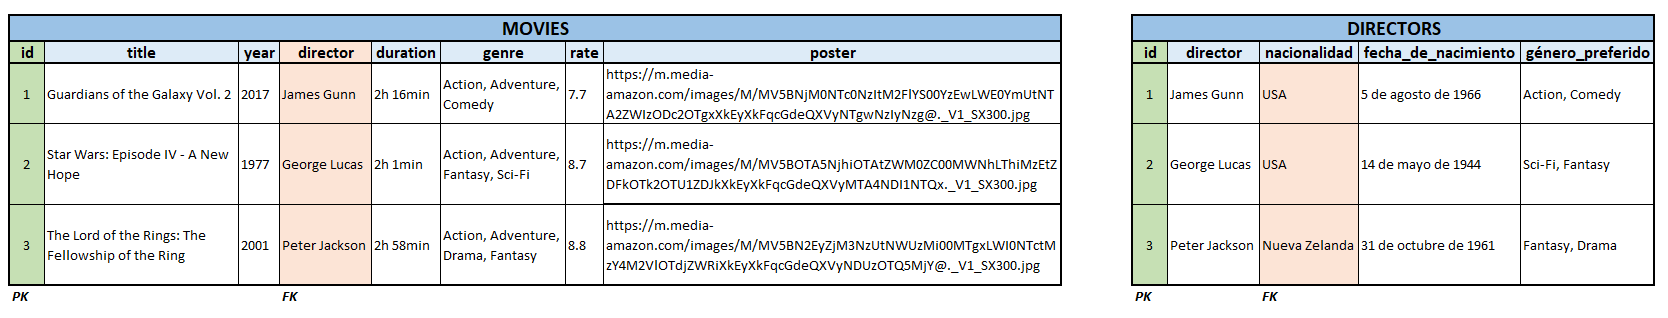 MOVIES
id title year director duration genre rate poster
1 Guardians of the Galaxy Vol. 2 2017 James Gunn 2h 16min Action, Adventure, Comedy 7.7 https://m.media-
amazon.com/images/M/MV5BNjM0NTc0NzItM2FlYS00YzEwLWE0YmUtNT
A2ZWIzODc2OTgxXkEyXkFqcGdeQXVyNTgwNzIyNzg@._V1_SX300.jpg
2 Star Wars: Episode IV - A New
Hope 1977 George Lucas 2h 1min Action, Adventure,
Fantasy, Sci-Fi 8.7 https://m.media-
amazon.com/images/M/MV5BOTA5NjhiOTAtZWM0ZC00MWNhLThiMzEtZ
DFkOTk2OTU1ZDJkXkEyXkFqcGdeQXVyMTA4NDI1NTQx._V1_SX300.jpg
3 The Lord of the Rings: The
Fellowship of the Ring 2001 Peter Jackson 2h 58min Action, Adventure,
Drama, Fantasy 8.8 https://m.media-
amazon.com/images/M/MV5BN2EyZjM3NzUtNWUzMi00MTgxLWI0NTctM
zY4M2VlOTdjZWRiXkEyXkFqcGdeQXVyNDUzOTQ5MjY@._V1_SX300.jpg
PK FK
DIRECTORS
id director nacionalidad fecha_de_nacimiento género_preferido
1 James Gunn USA 5 de agosto de 1966 Action, Comedy
2 George Lucas USA 14 de mayo de 1944 Sci-Fi, Fantasy
3 Peter Jackson Nueva Zelanda 31 de octubre de 1961 Fantasy, Drama
PK FK